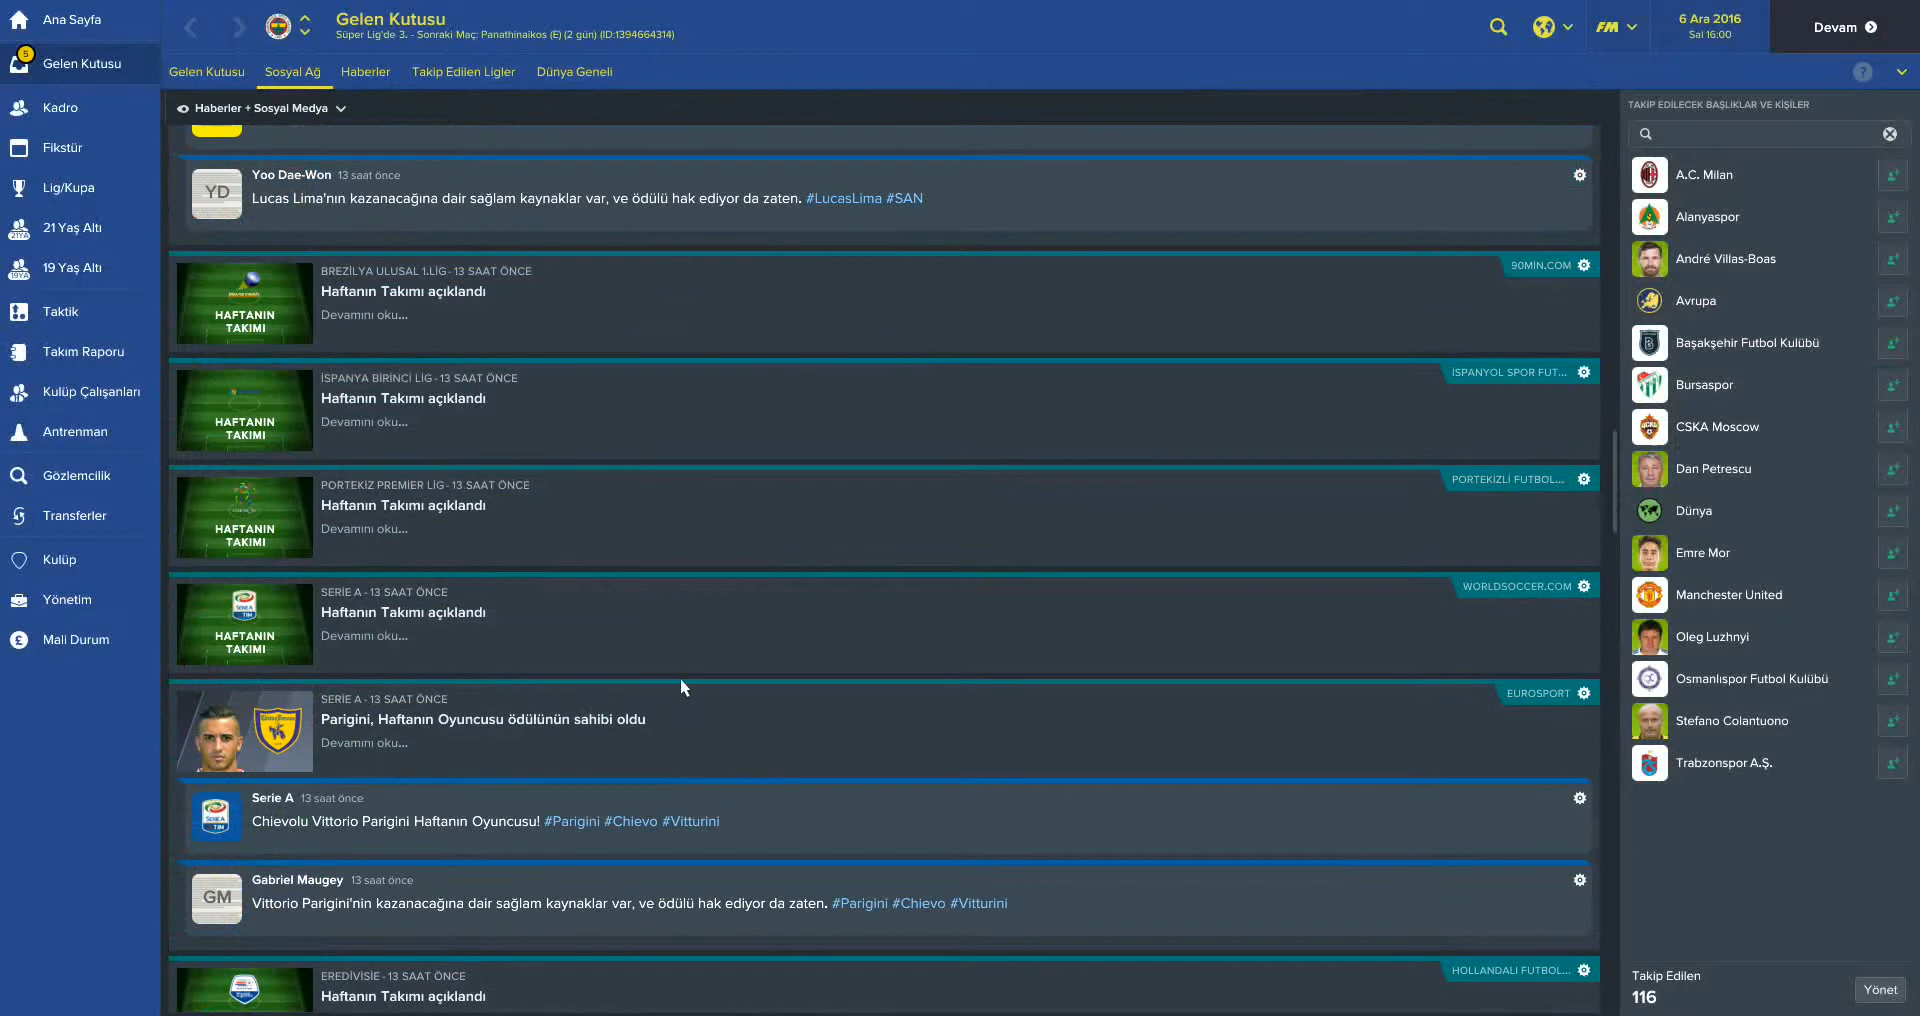 Ana Sayfa
5
Gelen Kutusu
Kadro
Fikstür
Lig/Kupa
21YA
21 Yaş Altı
19YA
19 Yaş Altı
Taktik
Takım Raporu
Kulüp Çalışanları
Antrenman
Gözlemcilik
Transferler
Kulüp
Yönetim
Mali Durum
Gelen Kutusu
Süper Lig'de 3. - Sonraki Maç: Panathinaikos (E) (2 gün) (ID:1394664314)
FM
6 Ara 2016
Sal 16:00
Devam
Gelen Kutusu
Sosyal Ağ
Haberler
Takip Edilen Ligler
Dünya Geneli
?
Haberler + Sosyal Medya
YD
Yoo Dae-Won 13 saat önce
Lucas Lima'nın kazanacağına dair sağlam kaynaklar var, ve ödülü hak ediyor da zaten. #LucasLima #SAN
HAFTANIN
TAKIMI
BREZİLYA ULUSAL 1.LİG - 13 SAAT ÖNCE
90MİN.COM
Haftanın Takımı açıklandı
Devamını oku...
HAFTANIN
TAKIMI
İSPANYA BİRİNCİ LİG - 13 SAAT ÖNCE
İSPANYOL SPOR FUT...
Haftanın Takımı açıklandı
Devamını oku...
HAFTANIN
TAKIMI
PORTEKİZ PREMİER LİG - 13 SAAT ÖNCE
PORTEKİZLİ FUTBOL...
Haftanın Takımı açıklandı
Devamını oku...
SERIE A
TIM
HAFTANIN
TAKIMI
SERİE A - 13 SAAT ÖNCE
WORLDSOCCER.COM
Haftanın Takımı açıklandı
Devamını oku...
SERİE A - 13 SAAT ÖNCE
EUROSPORT
Parigini, Haftanın Oyuncusu ödülünün sahibi oldu
Devamını oku...
SERIE A
TIM
Serie A 13 saat önce
Chievolu Vittorio Parigini Haftanın Oyuncusu! #Parigini #Chievo #Vitturini
GM
Gabriel Maugey 13 saat önce
Vittorio Parigini'nin kazanacağına dair sağlam kaynaklar var, ve ödülü hak ediyor da zaten. #Parigini #Chievo #Vitturini
EREDİVİSİE - 13 SAAT ÖNCE
HOLLANDALI FUTBOL...
Haftanın Takımı açıklandı
TAKİP EDİLECEK BAŞLIKLAR VE KİŞİLER
A.C. Milan
Alanyaspor
André Villas-Boas
Avrupa
Başakşehir Futbol Kulübü
Bursaspor
CSKA Moscow
Dan Petrescu
Dünya
Emre Mor
Manchester United
Oleg Luzhnyi
Osmanlıspor Futbol Kulübü
Stefano Colantuono
Trabzonspor A.Ş.
Takip Edilen
116
Yönet